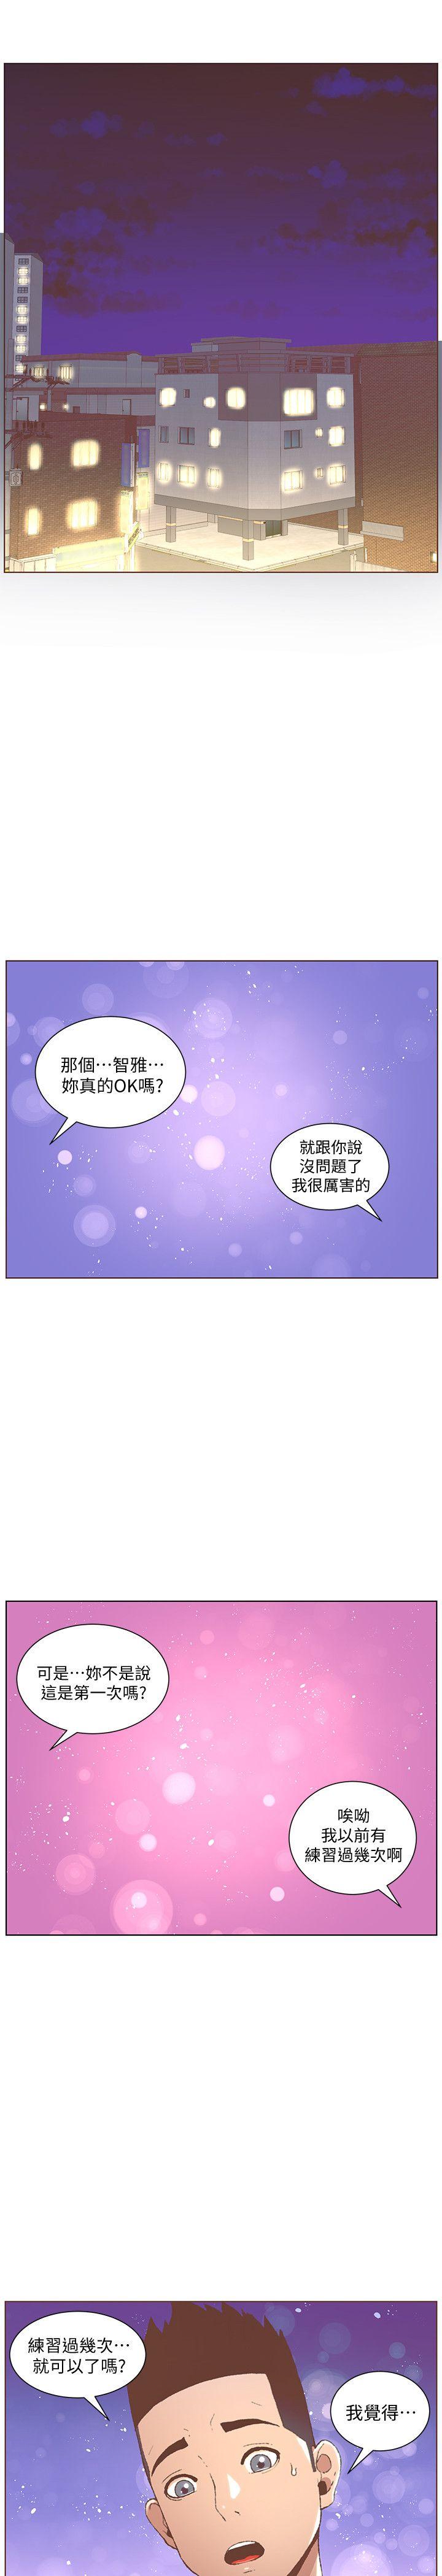 那個⋯智雅⋯
妳真的OK嗎?
就跟你說
沒問題了
我很厲害的
可是⋯妳不是說
這是第一次嗎?
唉呦
我以前有
練習過幾次啊
練習過幾次⋯
就可以了嗎?
我覺得⋯